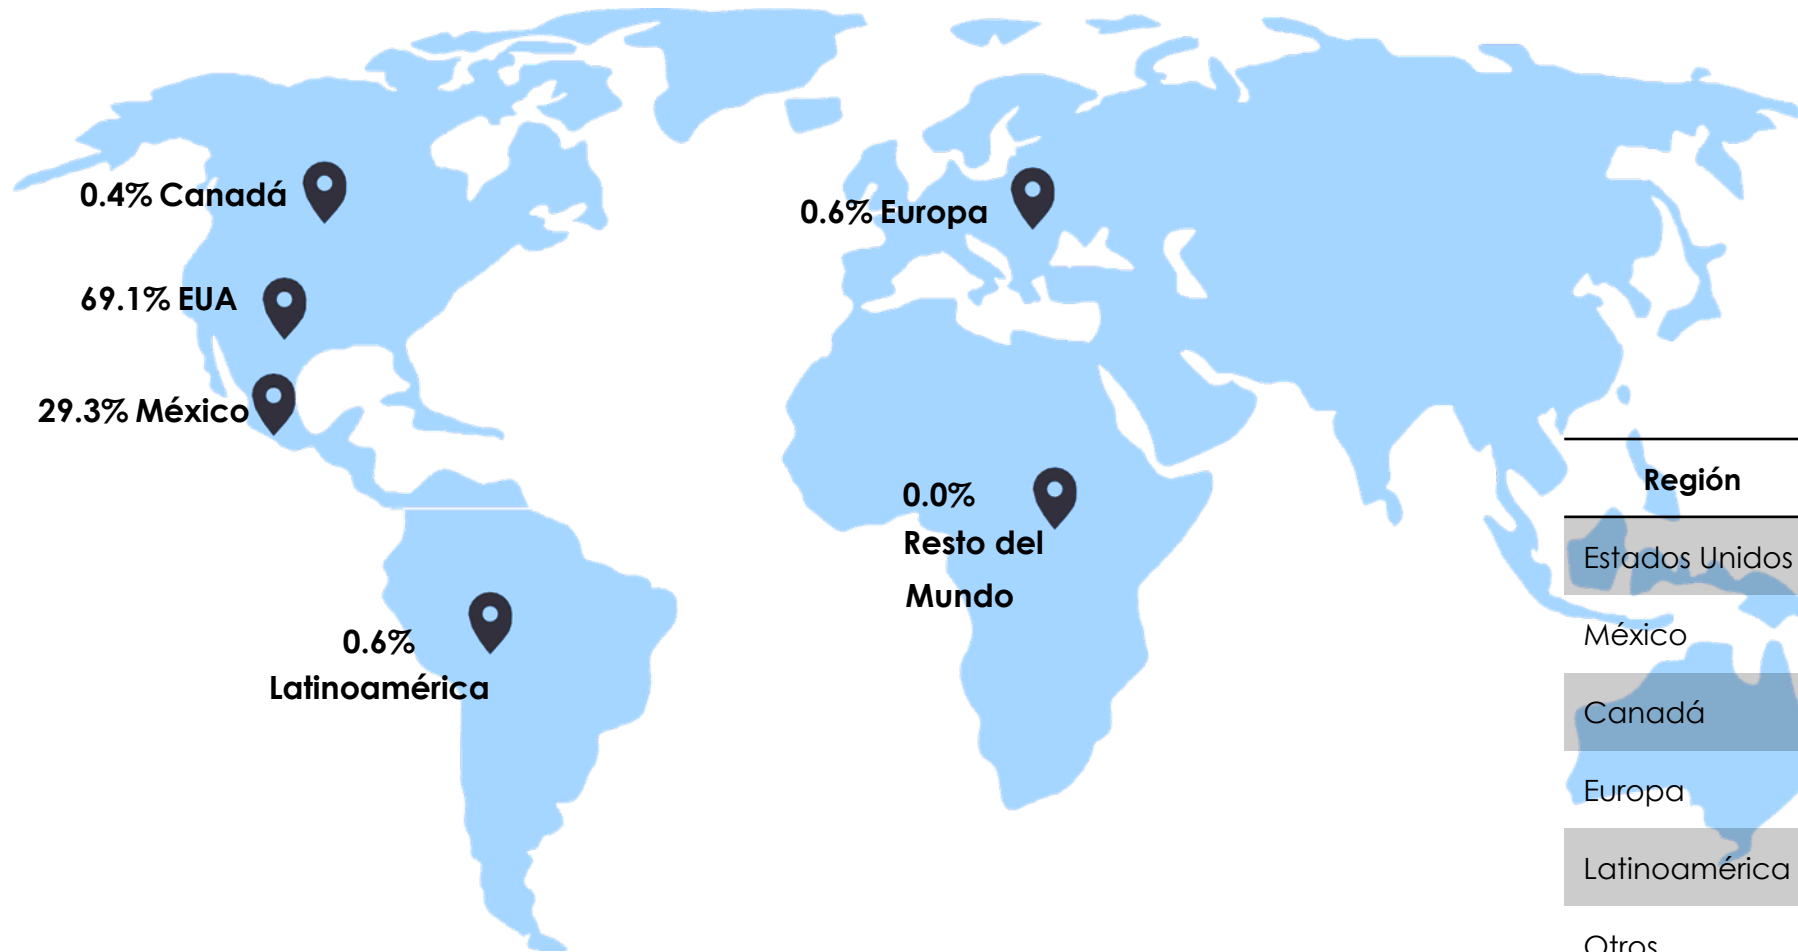 0.4% Canadá
0.6% Europa
69.1% EUA
29.3% México
0.0%
Resto del
Mundo
0.6%
Latinoamérica
Región
Estados Unidos
México
Canadá
Europa
Latinoamérica
Otros